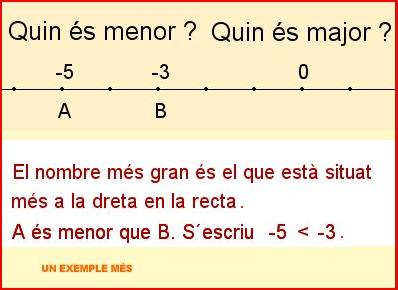 Quin és menor ? Quin és major ?
-5 -3 0
A B
El nombre més gran és el que està situat
més a la dreta en la recta.
A és menor que B. S´escriu -5 < -3.
UN EXEMPLE MÉS